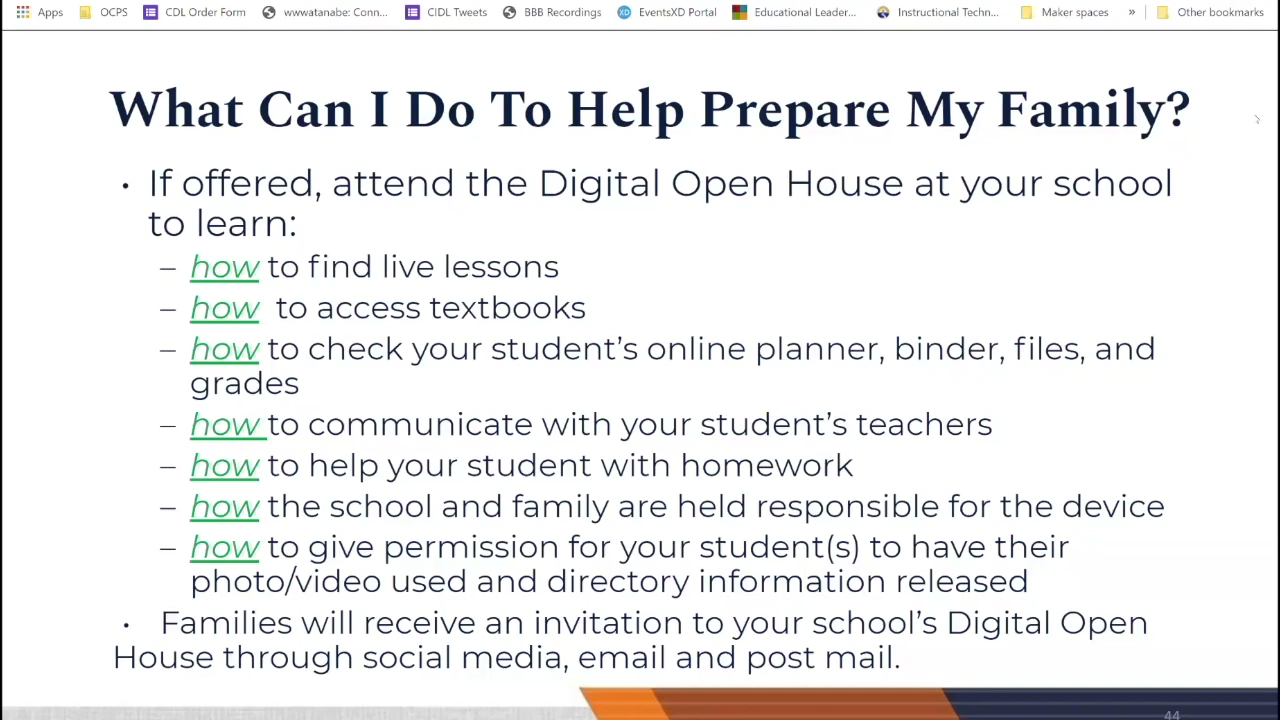 Apps OCPS CDL Order Form wwwatanabe: Conn... CIDL Tweets BBB Recordings XD EventsXD Portal Educational Leader... Instructional Techn... Maker spaces » Other bookmarks
What Can I Do To Help Prepare My Family?
• If offered, attend the Digital Open House at your school
to learn:
– how to find live lessons
– how to access textbooks
– how to check your student’s online planner, binder, files, and
grades
– how to communicate with your student’s teachers
– how to help your student with homework
– how the school and family are held responsible for the device
– how to give permission for your student(s) to have their
photo/video used and directory information released
• Families will receive an invitation to your school’s Digital Open
House through social media, email and post mail.
44